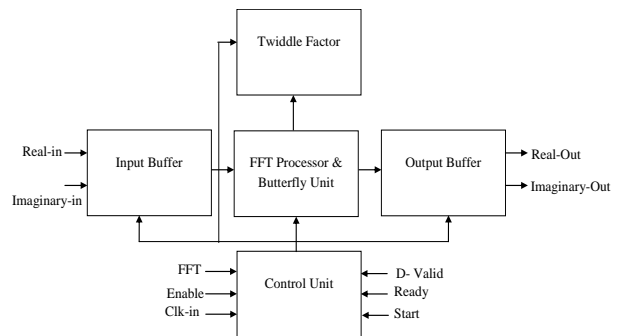 Twiddle Factor
Real-in
Imaginary-in
Input Buffer
FFT Processor &
Butterfly Unit
Output Buffer
Real-Out
Imaginary-Out
FFT
Enable
Clk-in
Control Unit
D- Valid
Ready
Start